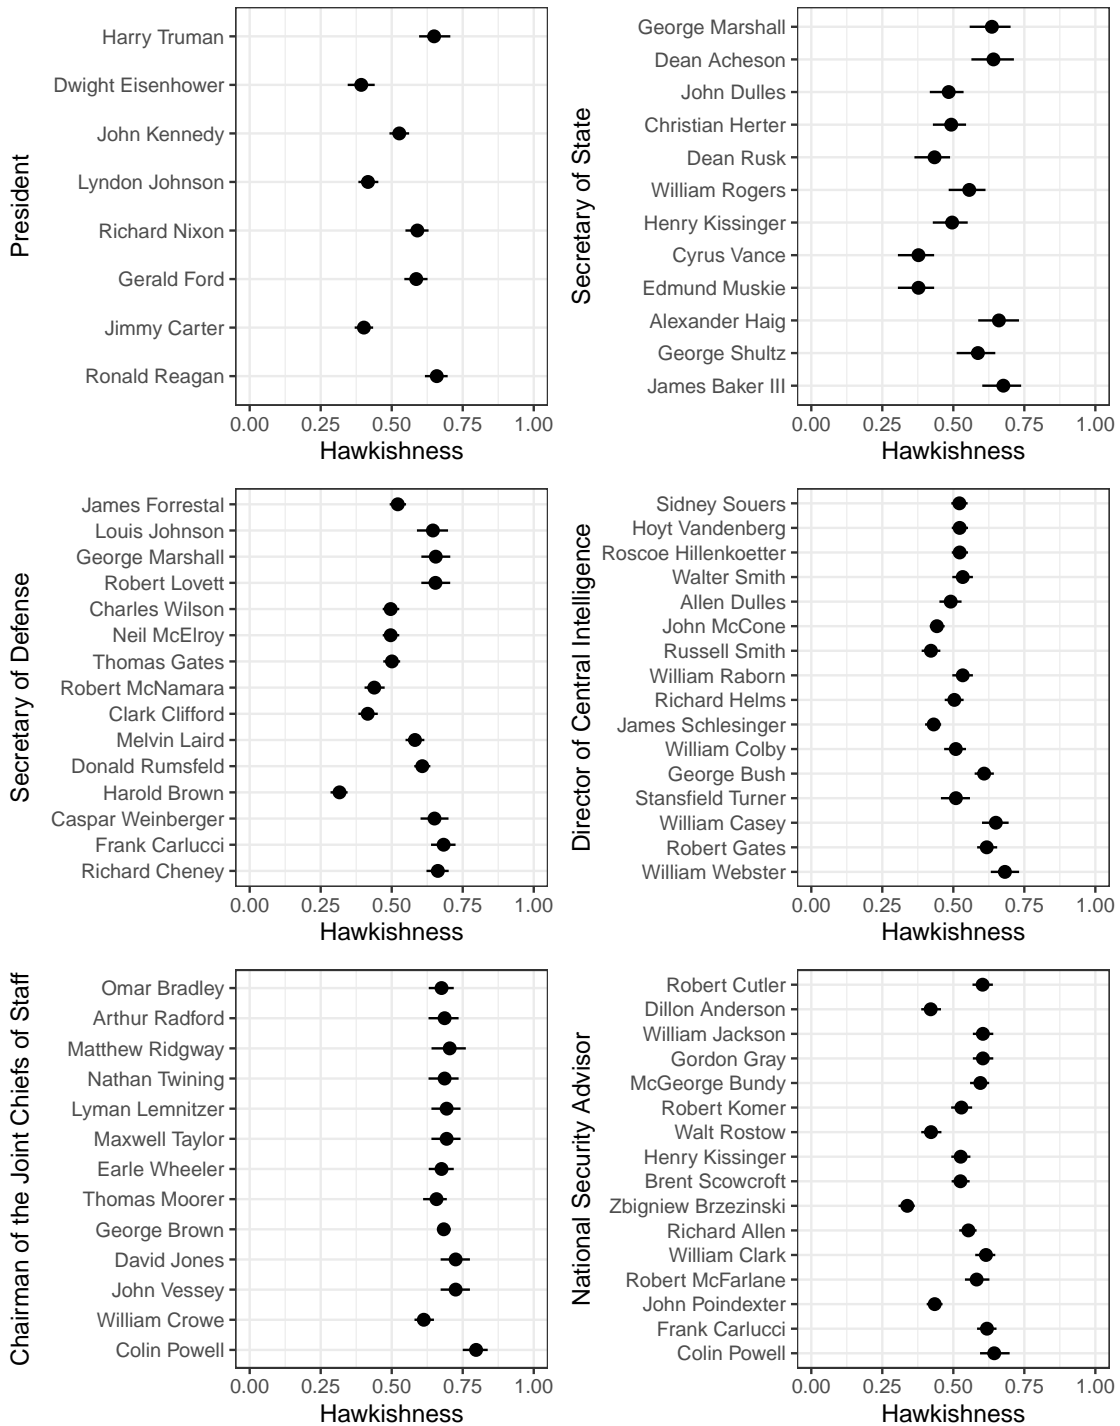 President
Harry Truman
Dwight Eisenhower
John Kennedy
Lyndon Johnson
Richard Nixon
Gerald Ford
Jimmy Carter
Ronald Reagan
0.00 0.25 0.50 0.75 1.00
Hawkishness
Secretary of State
George Marshall
Dean Acheson
John Dulles
Christian Herter
Dean Rusk
William Rogers
Henry Kissinger
Cyrus Vance
Edmund Muskie
Alexander Haig
George Shultz
James Baker III
0.00 0.25 0.50 0.75 1.00
Hawkishness
Secretary of Defense
James Forrestal
Louis Johnson
George Marshall
Robert Lovett
Charles Wilson
Neil McElroy
Thomas Gates
Robert McNamara
Clark Clifford
Melvin Laird
Donald Rumsfeld
Harold Brown
Caspar Weinberger
Frank Carlucci
Richard Cheney
0.00 0.25 0.50 0.75 1.00
Hawkishness
Director of Central Intelligence
Sidney Souers
Hoyt Vandenberg
Roscoe Hillenkoetter
Walter Smith
Allen Dulles
John McCone
Russell Smith
William Raborn
Richard Helms
James Schlesinger
William Colby
George Bush
Stansfield Turner
William Casey
Robert Gates
William Webster
0.00 0.25 0.50 0.75 1.00
Hawkishness
Chairman of the Joint Chiefs of Staff
Omar Bradley
Arthur Radford
Matthew Ridgway
Nathan Twining
Lyman Lemnitzer
Maxwell Taylor
Earle Wheeler
Thomas Moorer
George Brown
David Jones
John Vessey
William Crowe
Colin Powell
0.00 0.25 0.50 0.75 1.00
Hawkishness
National Security Advisor
Robert Cutler
Dillon Anderson
William Jackson
Gordon Gray
McGeorge Bundy
Robert Komer
Walt Rostow
Henry Kissinger
Brent Scowcroft
Zbigniew Brzezinski
Richard Allen
William Clark
Robert McFarlane
John Poindexter
Frank Carlucci
Colin Powell
0.00 0.25 0.50 0.75 1.00
Hawkishness